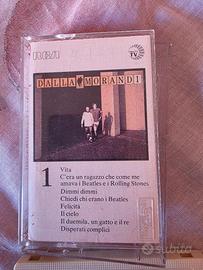 RCA
TV
DALLA MORANDI
1
Vita
C'era un ragazzo che come me
amava i Beatles e i Rolling Stones
Dimmi dimmi
Chiedi chi erano i Beatles
Felicità
Il cielo
Il duemila, un gatto e il re
Disperati complici
subito